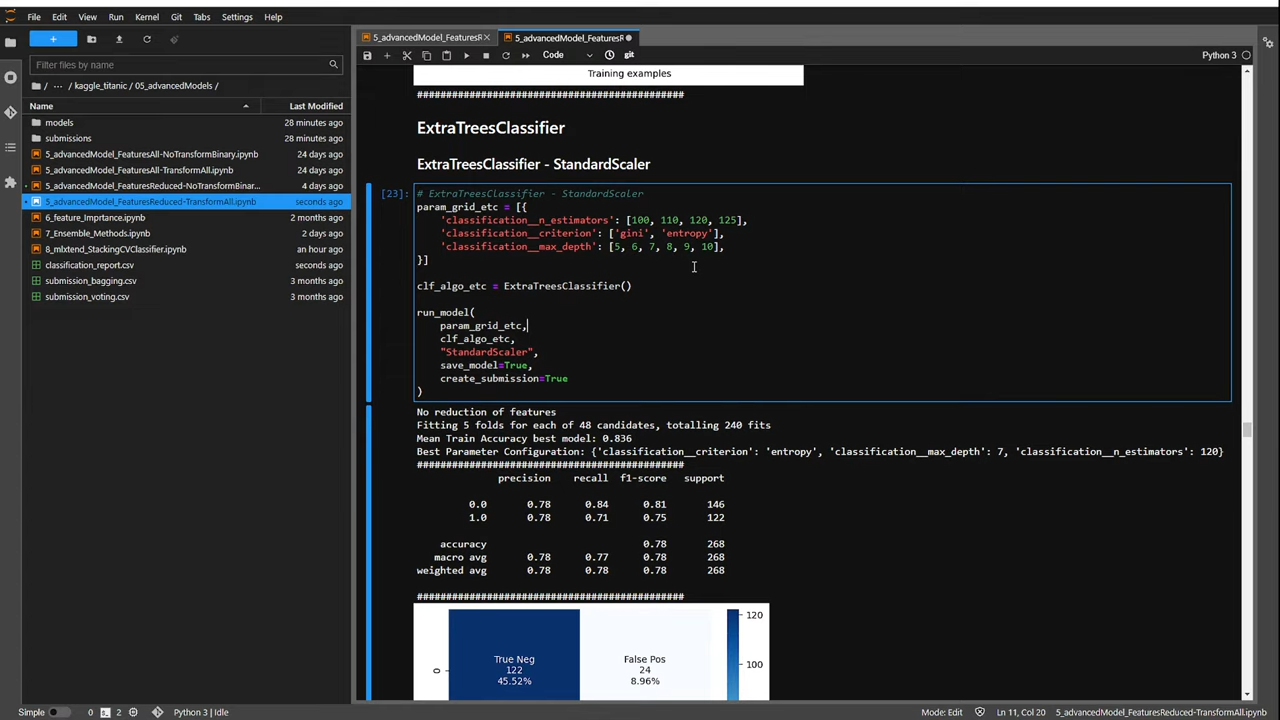 File Edit View Run Kernel Git Tabs Settings Help
+
Filter files by name
/ ··· / kaggle_titanic / 05_advancedModels /
Name Last Modified
models 28 minutes ago
submissions 28 minutes ago
5_advancedModel_FeaturesAll-NoTransformBinary.ipynb 24 days ago
5_advancedModel_FeaturesAll-TransformAll.ipynb 24 days ago
5_advancedModel_FeaturesReduced-NoTransformBinar... 4 days ago
5_advancedModel_FeaturesReduced-TransformAll.ipynb seconds ago
6_feature_Imprtance.ipynb 2 months ago
7_Ensemble_Methods.ipynb 2 days ago
8_mlxtend_StackingCVClassifier.ipynb an hour ago
classification_report.csv seconds ago
submission_bagging.csv 3 months ago
submission_voting.csv 3 months ago
5_advancedModel_FeaturesR 5_advancedModel_FeaturesR
Code git Python 3
Training examples
##############################################
ExtraTreesClassifier
ExtraTreesClassifier - StandardScaler
[23]: # ExtraTreesClassifier - StandardScaler
param_grid_etc = [{
'classification__n_estimators': [100, 110, 120, 125],
'classification__criterion': ['gini', 'entropy'],
'classification__max_depth': [5, 6, 7, 8, 9, 10],
}]
clf_algo_etc = ExtraTreesClassifier()
run_model(
param_grid_etc,
clf_algo_etc,
"StandardScaler",
save_model=True,
create_submission=True
)
No reduction of features
Fitting 5 folds for each of 48 candidates, totalling 240 fits
Mean Train Accuracy best model: 0.836
Best Parameter Configuration: {'classification__criterion': 'entropy', 'classification__max_depth': 7, 'classification__n_estimators': 120}
##############################################
precision recall f1-score support
0.0 0.78 0.84 0.81 146
1.0 0.78 0.71 0.75 122
accuracy 0.78 268
macro avg 0.78 0.77 0.78 268
weighted avg 0.78 0.78 0.78 268
##############################################
120
True Neg False Pos
0 122 24 100
45.52% 8.96%
Simple 0 2 Python 3 | Idle Mode: Edit Ln 11, Col 20 5_advancedModel_FeaturesReduced-TransformAll.ipynb